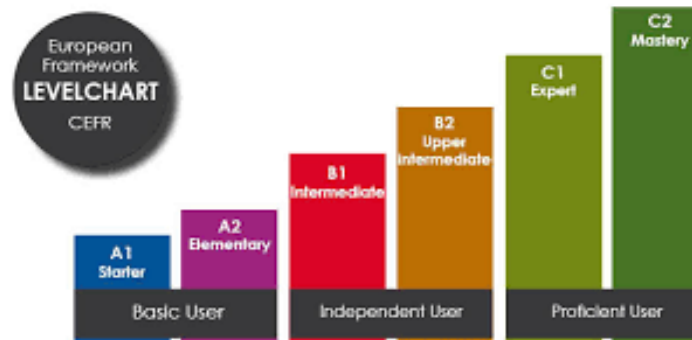 European
Framework
LEVELCHART
CEFR
A1
Starter
A2
Elementary
B1
Intermediate
B2
Upper
intermediate
C1
Expert
C2
Mastery
Basic User
Independent User
Proficient User